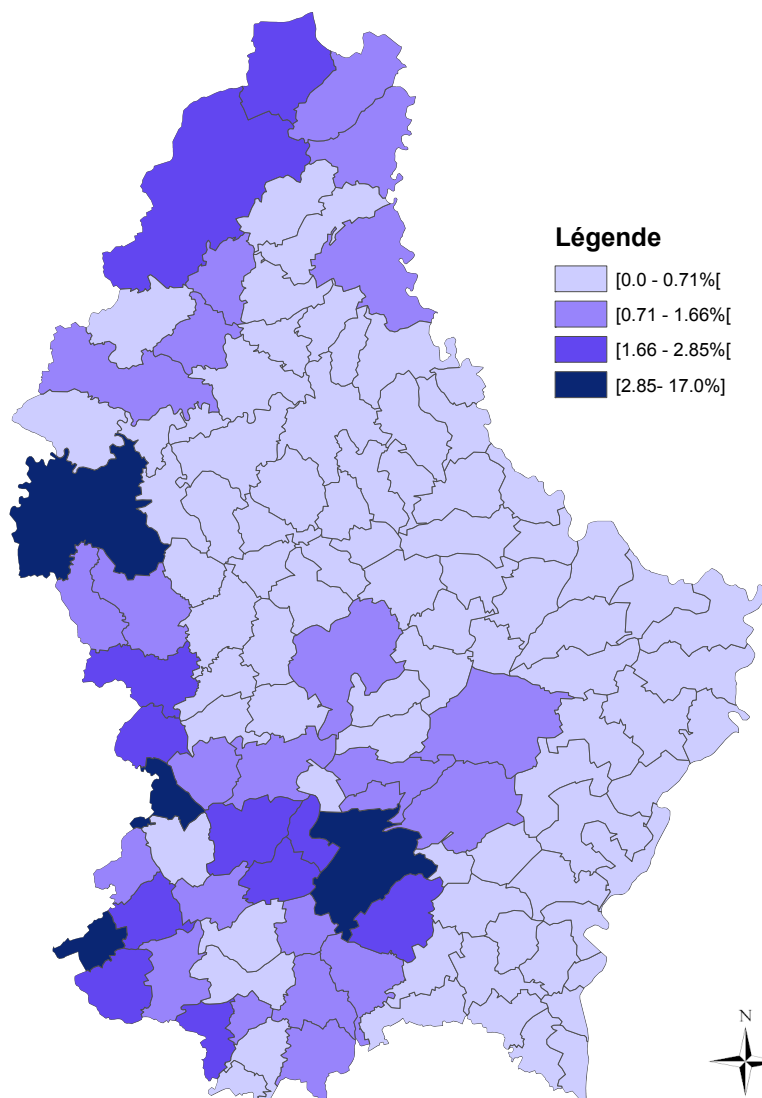 Légende
[0.0 - 0.71%[
[0.71 - 1.66%[
[1.66 - 2.85%[
[2.85- 17.0%]
N